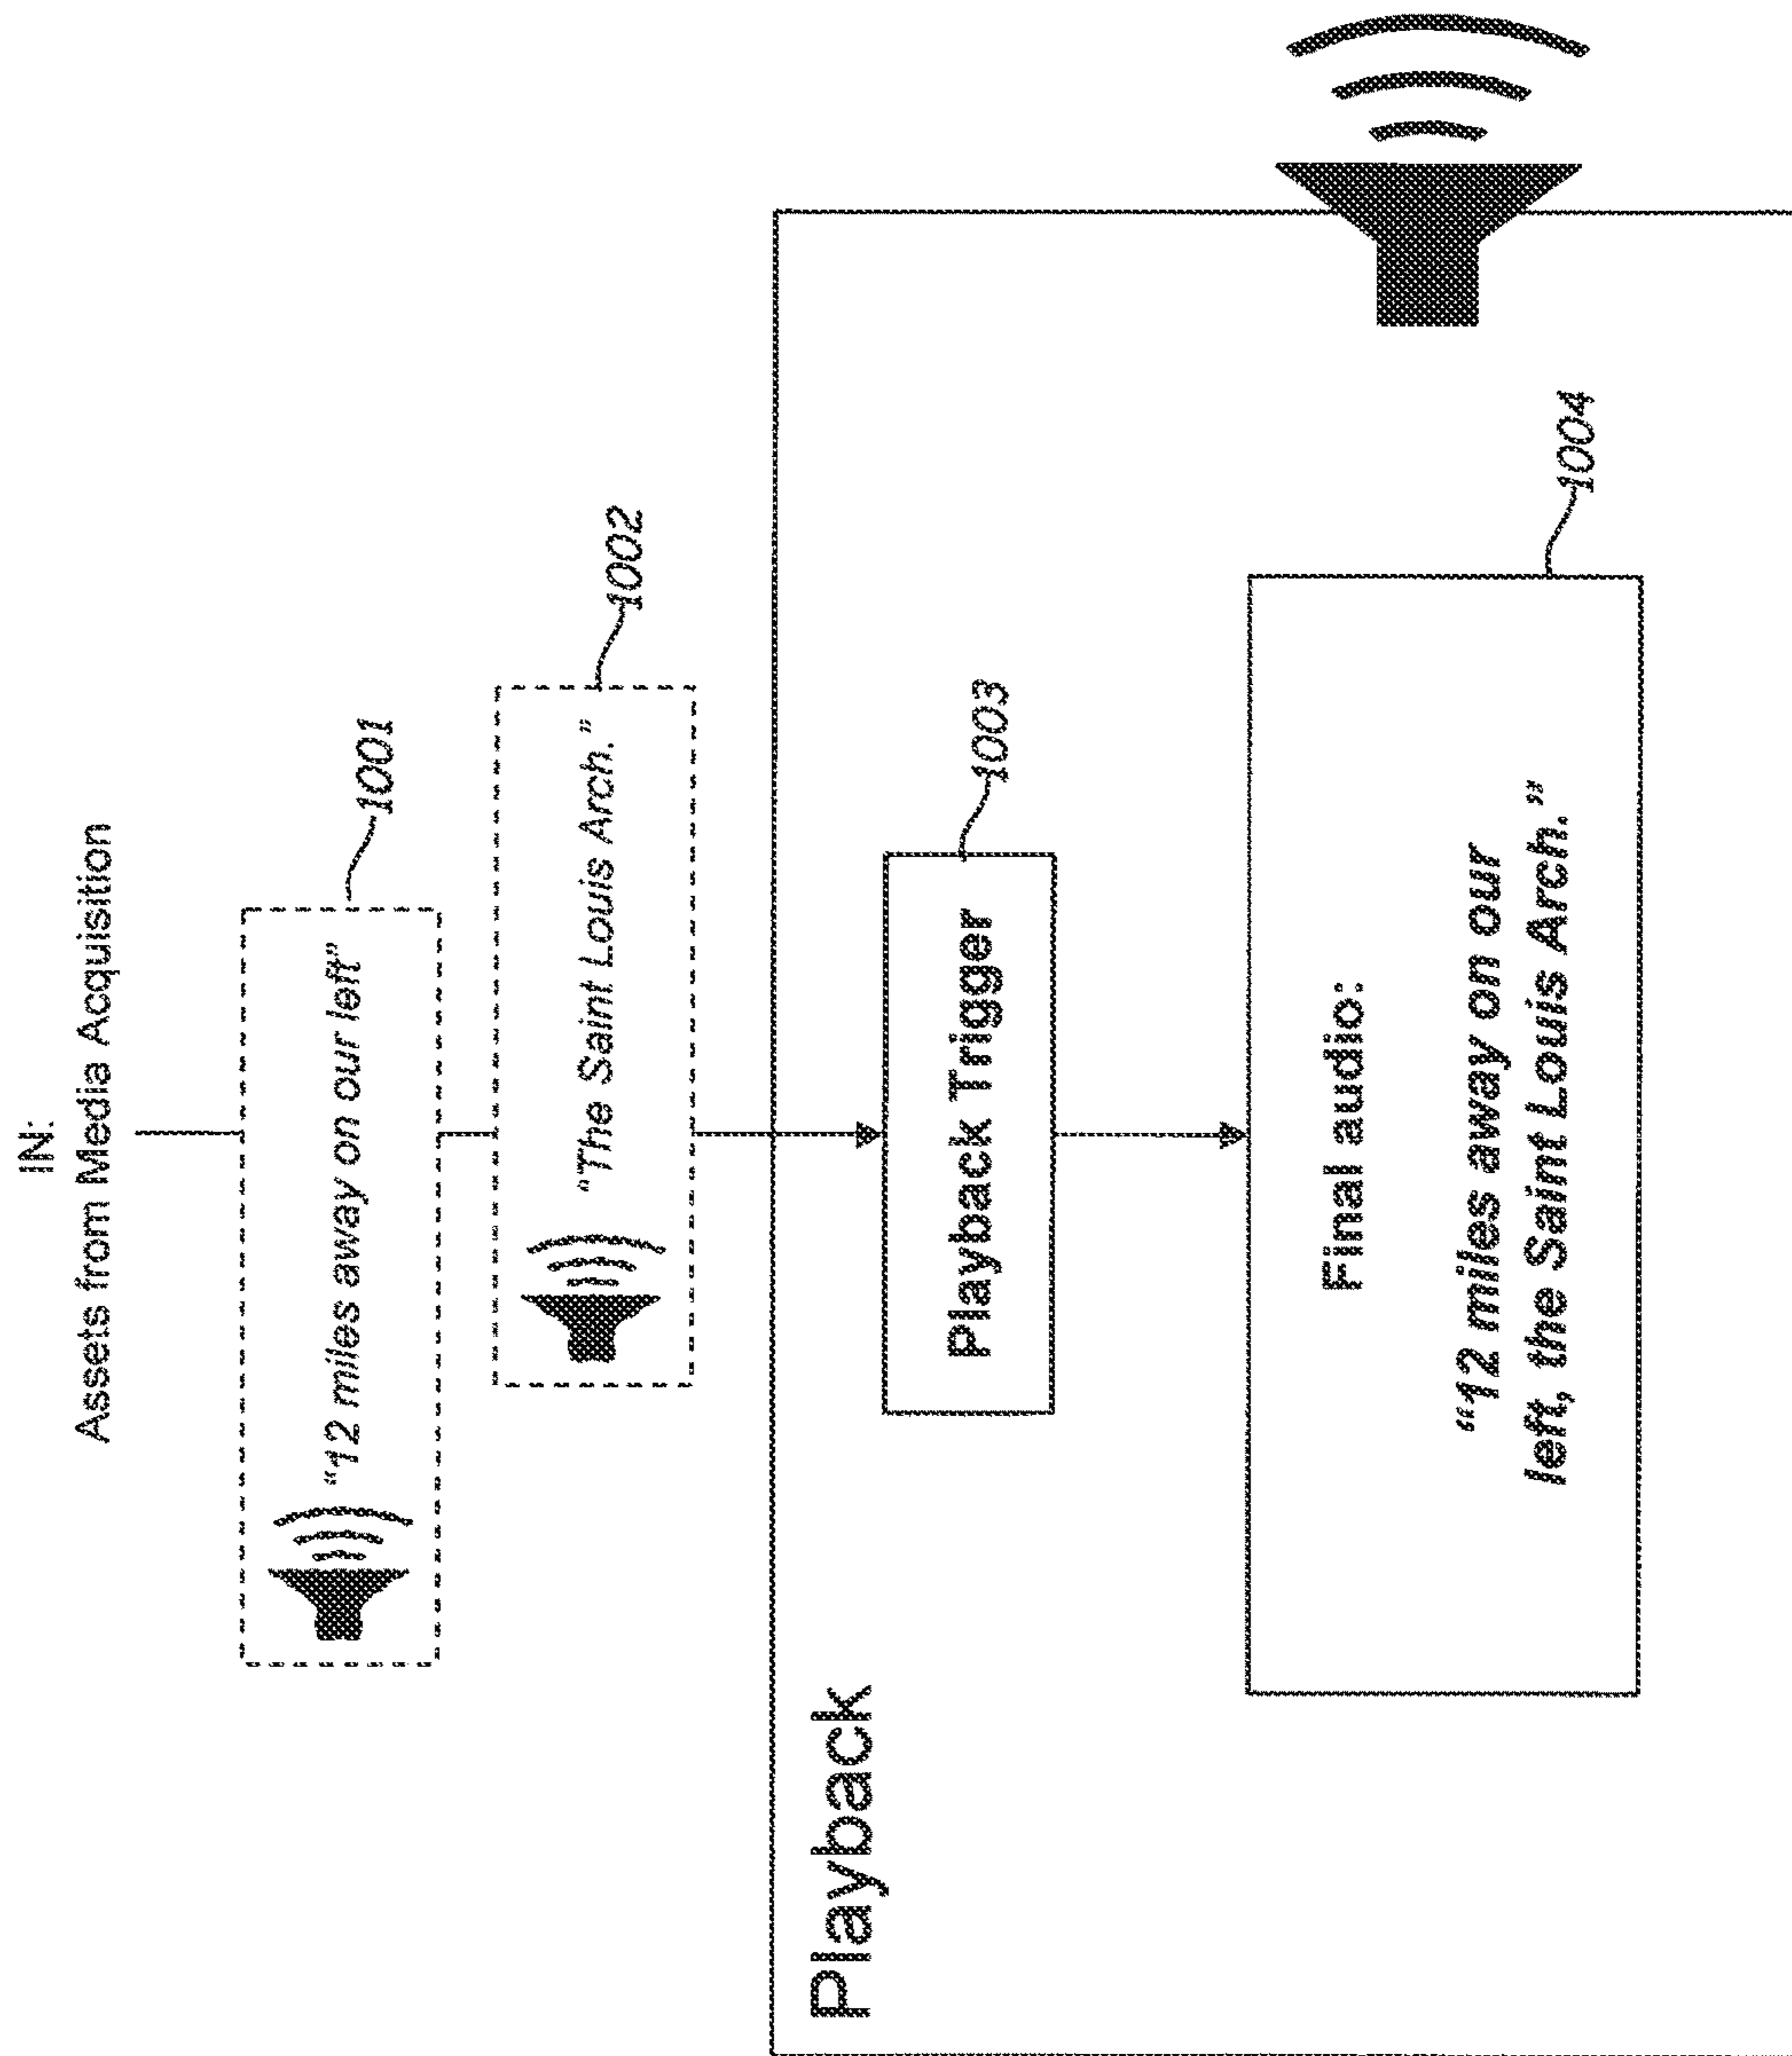 IN:
Assets from Media Acquisition
“12 miles away on our left”
1001
“The Saint Louis Arch.”
1002
Playback
Playback Trigger
1003
Final audio:
“12 miles away on our
left, the Saint Louis Arch.”
1004